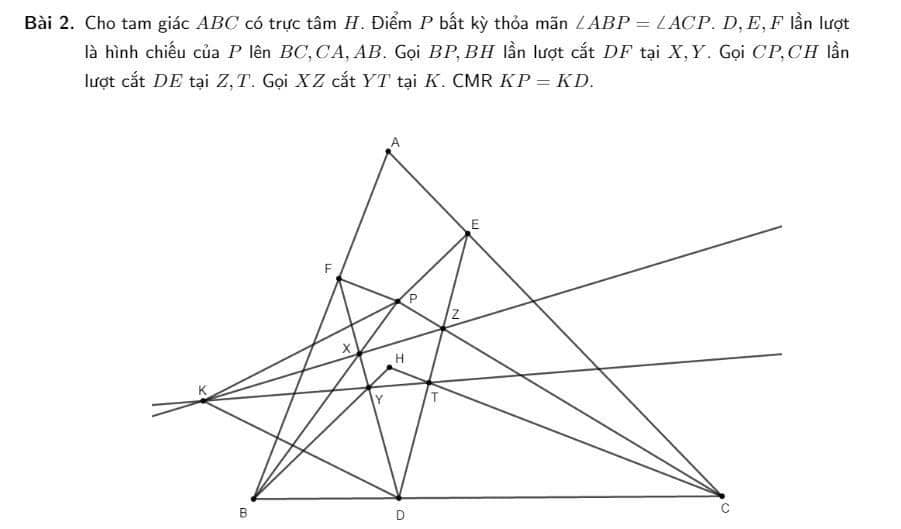 Bài 2. Cho tam giác ABC có trực tâm H. Điểm P bất kỳ thỏa mãn ∠ABP = ∠ACP. D, E, F lần lượt
là hình chiếu của P lên BC, CA, AB. Gọi BP, BH lần lượt cắt DF tại X, Y. Gọi CP, CH lần
lượt cắt DE tại Z, T. Gọi XZ cắt YT tại K. CMR KP = KD.
A
E
F
P
Z
X
H
K
Y
T
B
D
C